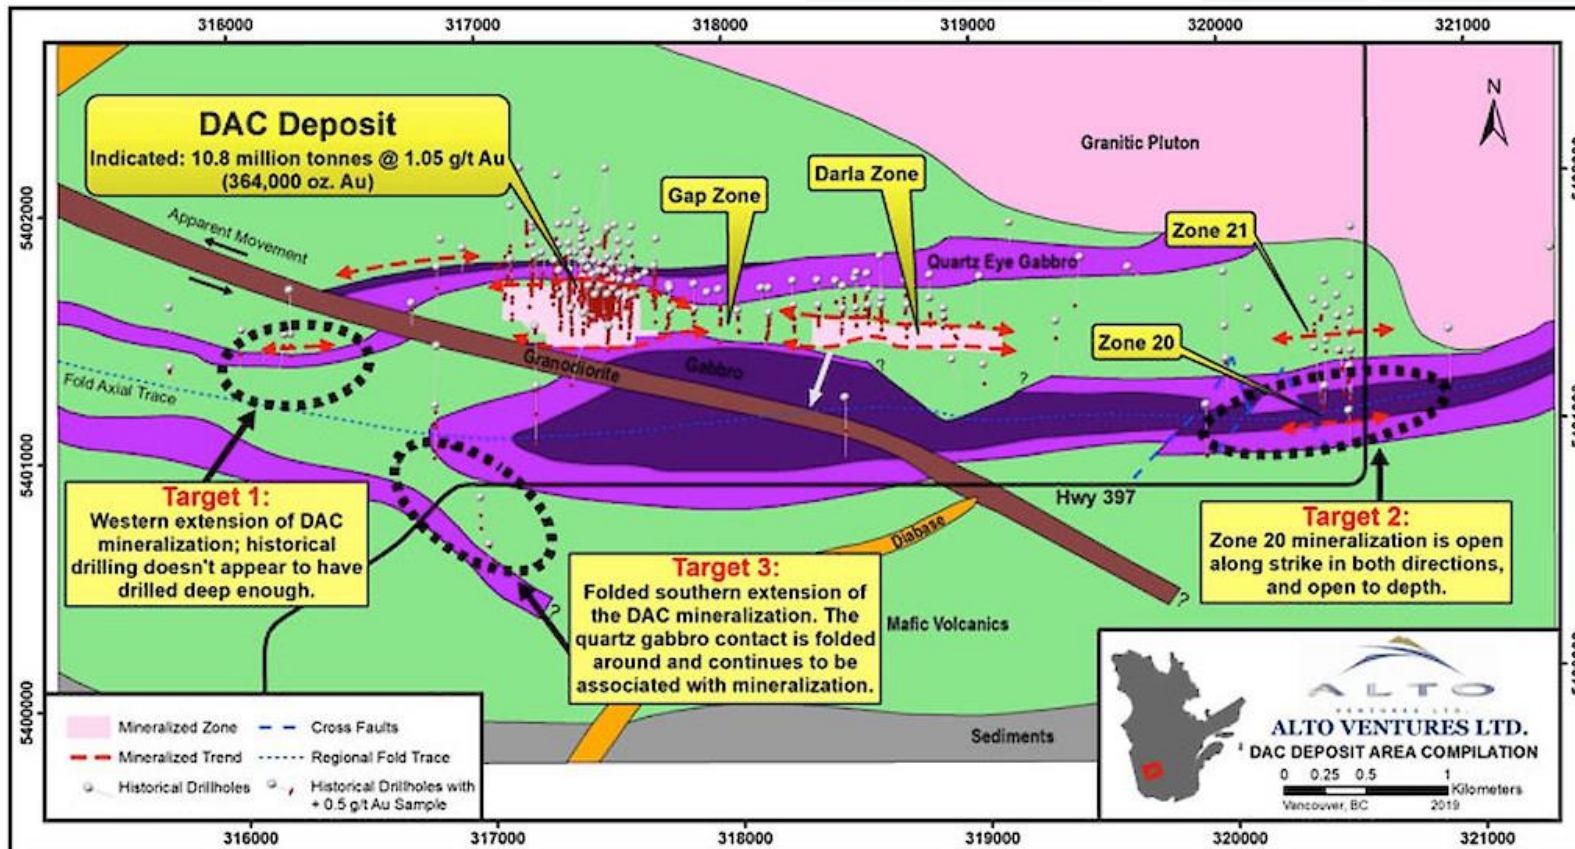 316000 317000 318000 319000 320000 321000
N
DAC Deposit
Indicated: 10.8 million tonnes @ 1.05 g/t Au
(364,000 oz. Au)
Granitic Pluton
Darla Zone
Gap Zone
Zone 21
5402000
Apparent Movement
Quartz Eye Gabbro
Zone 20
Granodiorite
Gabbro
?
?
Fold Axial Trace
5401000
Hwy 397
Target 1:
Western extension of DAC
mineralization; historical
drilling doesn't appear to have
drilled deep enough.
Diabase
Target 2:
Zone 20 mineralization is open
along strike in both directions,
and open to depth.
Target 3:
Folded southern extension of
the DAC mineralization. The
quartz gabbro contact is folded
around and continues to be
associated with mineralization.
?
?
Mafic Volcanics
5400000
Sediments
Mineralized Zone
Cross Faults
Mineralized Trend
Regional Fold Trace
Historical Drillholes
Historical Drillholes with
+ 0.5 g/t Au Sample
ALTO
VENTURES LTD.
ALTO VENTURES LTD.
DAC DEPOSIT AREA COMPILATION
0 0.25 0.5 1
Kilometers
Vancouver, BC 2019
316000 317000 318000 319000 320000 321000